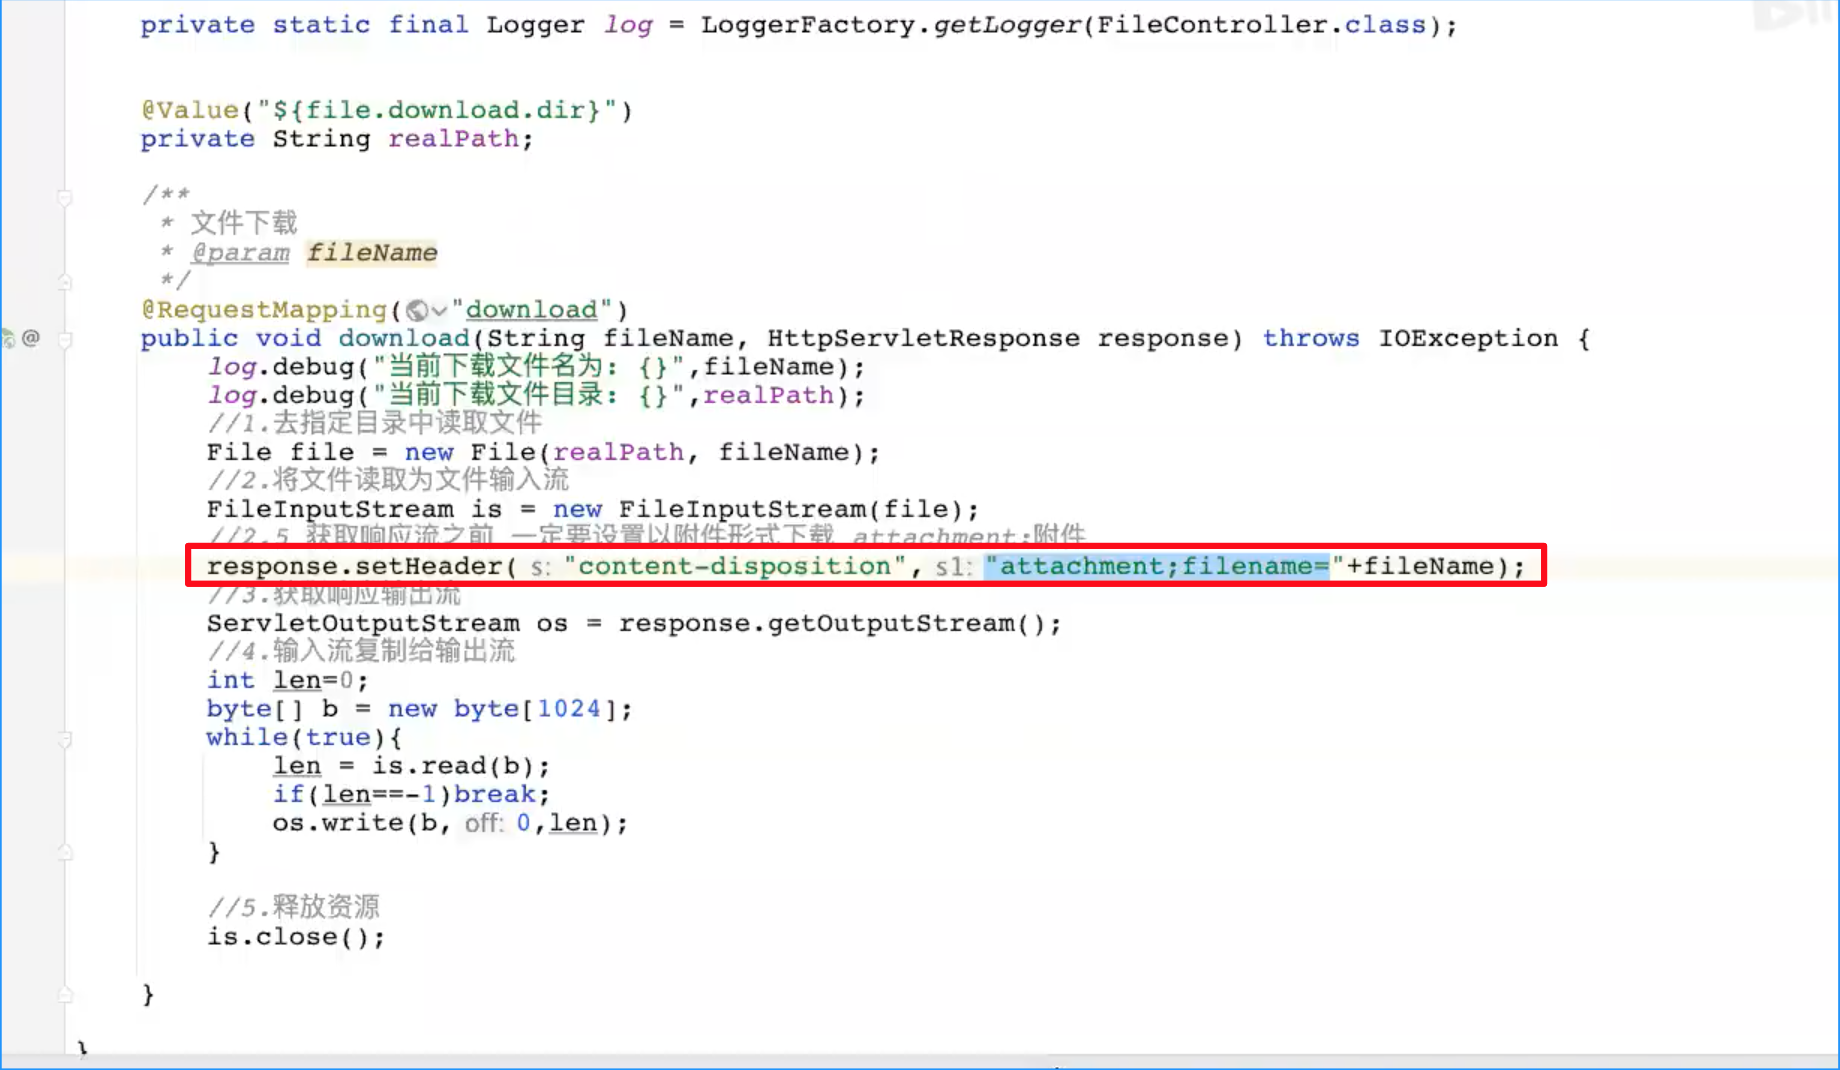 private static final Logger log = LoggerFactory.getLogger(FileController.class);
@Value("${file.download.dir}")
private String realPath;
/**
* 文件下载
* @param fileName
*/
@RequestMapping("download")
public void download(String fileName, HttpServletResponse response) throws IOException {
log.debug("当前下载文件名为: {}",fileName);
log.debug("当前下载文件目录: {}",realPath);
//1.去指定目录中读取文件
File file = new File(realPath, fileName);
//2.将文件读取为文件输入流
FileInputStream is = new FileInputStream(file);
//2.5 获取响应流之前 一定要设置以附件形式下载 attachment:附件
response.setHeader( s: "content-disposition", s1: "attachment;filename="+fileName);
//3.获取响应输出流
ServletOutputStream os = response.getOutputStream();
//4.输入流复制给输出流
int len=0;
byte[] b = new byte[1024];
while(true){
len = is.read(b);
if(len==-1)break;
os.write(b, off: 0,len);
}
//5.释放资源
is.close();
}
}